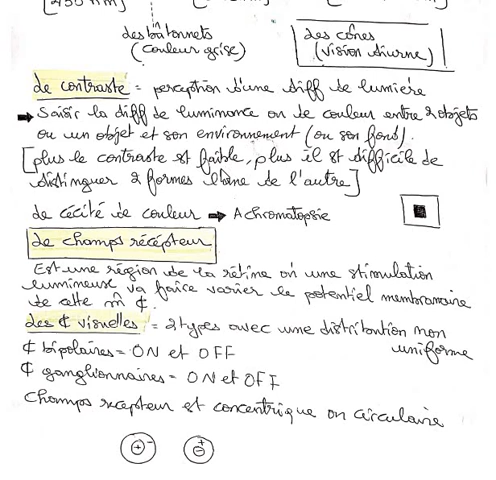 des bâtonnets
(couleur grise)
des cônes
(vision diurne)
de contraste = perception d'une diff de lumière
➡ Saisir la diff de luminance ou de couleur entre 2 objets
ou un objet et son environnement (ou son fond).
[plus le contraste est faible, plus il est difficile de
distinguer 2 formes l'une de l'autre]
de cécité de couleur ➡ Achromatopsie
de champs récépteur
Est une région de la rétine où une stimulation
lumineuse va faire varier le potentiel membranaire
de cette m̂ ¢.
des ¢ visuelles = 2 types avec une distribution non
uniforme
¢ bipolaires = ON et OFF
¢ ganglionnaires = ON et OFF
Champs recepteur est concentrique ou circulaire
+ -
+ -